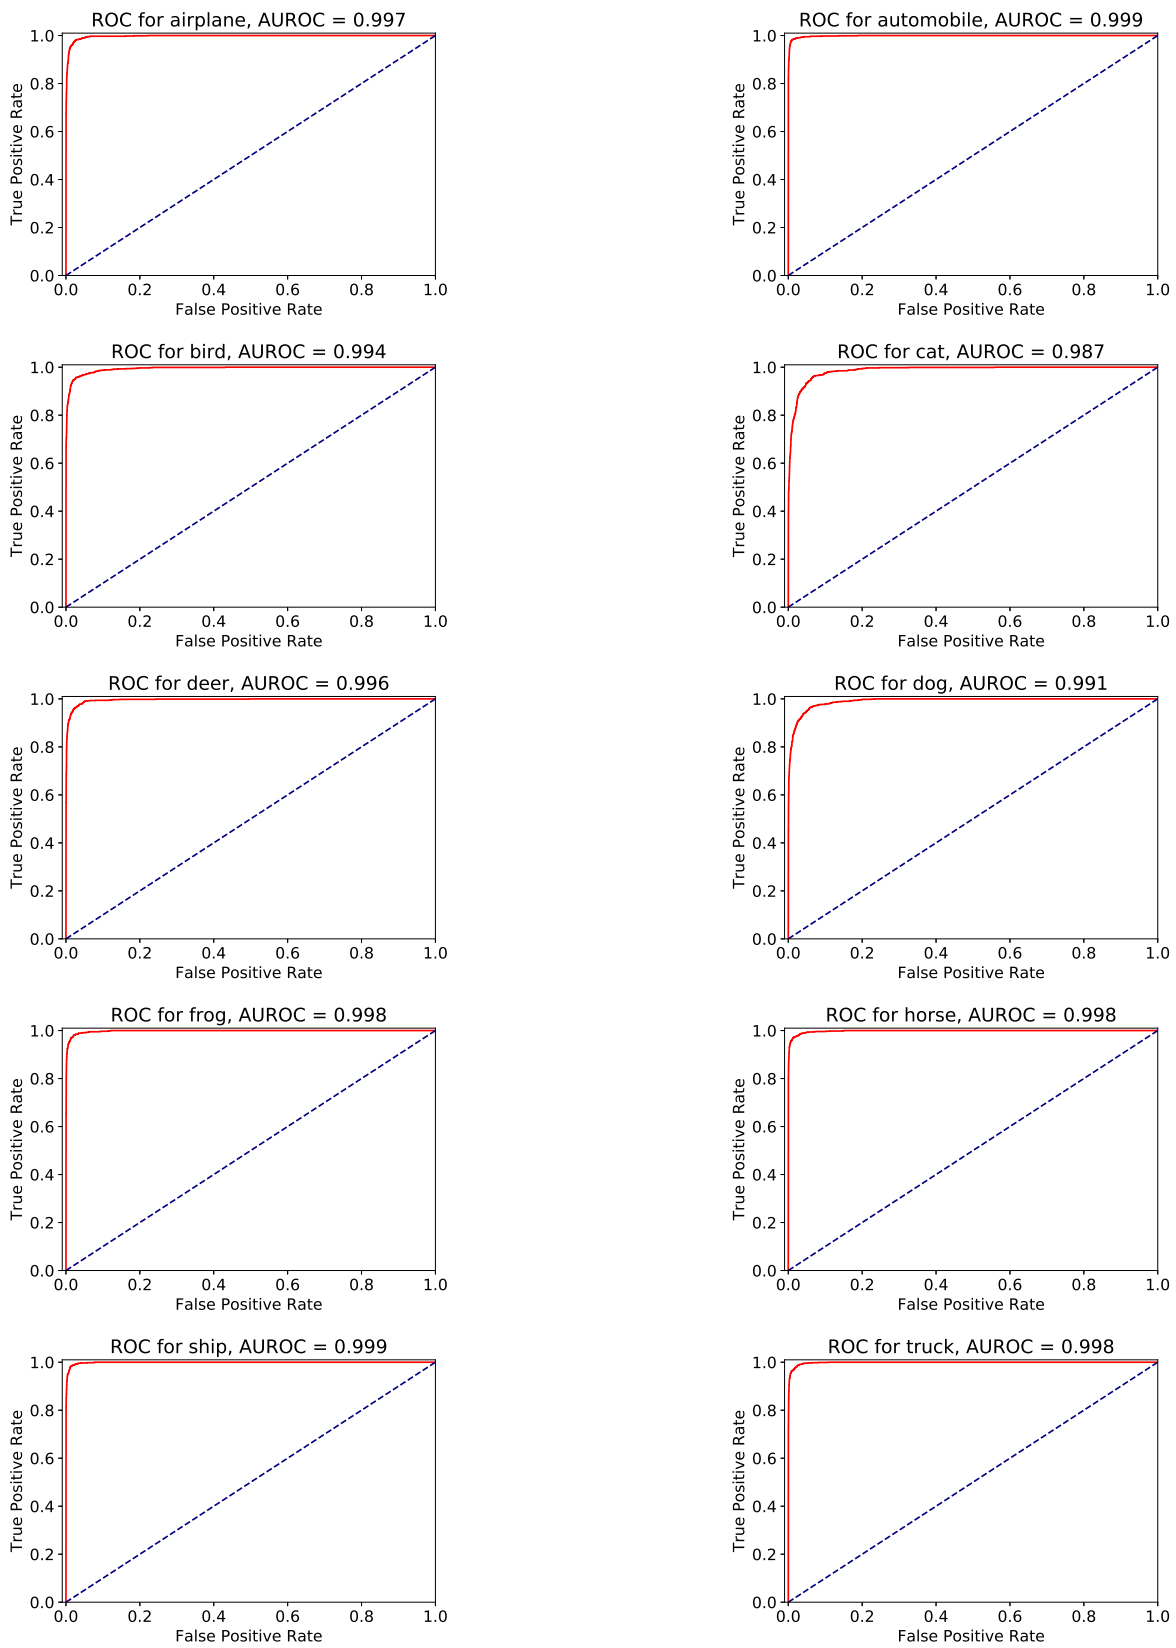 ROC for airplane, AUROC = 0.997
1.0
0.8
0.6
0.4
0.2
0.0
True Positive Rate
0.0 0.2 0.4 0.6 0.8 1.0
False Positive Rate
ROC for automobile, AUROC = 0.999
1.0
0.8
0.6
0.4
0.2
0.0
True Positive Rate
0.0 0.2 0.4 0.6 0.8 1.0
False Positive Rate
ROC for bird, AUROC = 0.994
1.0
0.8
0.6
0.4
0.2
0.0
True Positive Rate
0.0 0.2 0.4 0.6 0.8 1.0
False Positive Rate
ROC for cat, AUROC = 0.987
1.0
0.8
0.6
0.4
0.2
0.0
True Positive Rate
0.0 0.2 0.4 0.6 0.8 1.0
False Positive Rate
ROC for deer, AUROC = 0.996
1.0
0.8
0.6
0.4
0.2
0.0
True Positive Rate
0.0 0.2 0.4 0.6 0.8 1.0
False Positive Rate
ROC for dog, AUROC = 0.991
1.0
0.8
0.6
0.4
0.2
0.0
True Positive Rate
0.0 0.2 0.4 0.6 0.8 1.0
False Positive Rate
ROC for frog, AUROC = 0.998
1.0
0.8
0.6
0.4
0.2
0.0
True Positive Rate
0.0 0.2 0.4 0.6 0.8 1.0
False Positive Rate
ROC for horse, AUROC = 0.998
1.0
0.8
0.6
0.4
0.2
0.0
True Positive Rate
0.0 0.2 0.4 0.6 0.8 1.0
False Positive Rate
ROC for ship, AUROC = 0.999
1.0
0.8
0.6
0.4
0.2
0.0
True Positive Rate
0.0 0.2 0.4 0.6 0.8 1.0
False Positive Rate
ROC for truck, AUROC = 0.998
1.0
0.8
0.6
0.4
0.2
0.0
True Positive Rate
0.0 0.2 0.4 0.6 0.8 1.0
False Positive Rate